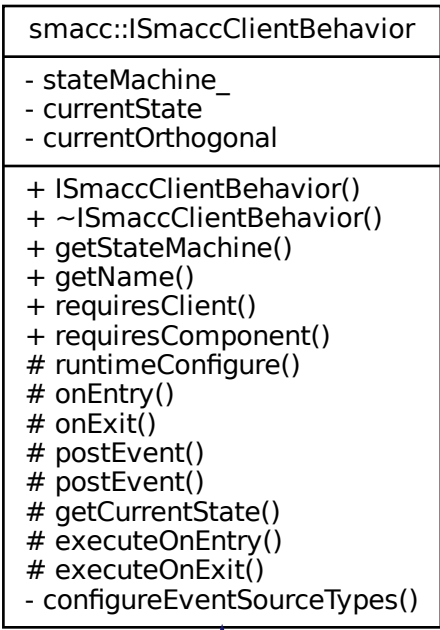 smacc::ISmaccClientBehavior
- stateMachine_
- currentState
- currentOrthogonal
+ ISmaccClientBehavior()
+ ~ISmaccClientBehavior()
+ getStateMachine()
+ getName()
+ requiresClient()
+ requiresComponent()
# runtimeConfigure()
# onEntry()
# onExit()
# postEvent()
# postEvent()
# getCurrentState()
# executeOnEntry()
# executeOnExit()
- configureEventSourceTypes()